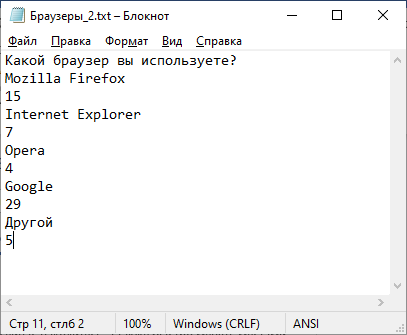 Браузеры_2.txt – Блокнот
Файл Правка Формат Вид Справка
Какой браузер вы используете?
Mozilla Firefox
15
Internet Explorer
7
Opera
4
Google
29
Другой
5
Стр 11, стлб 2 100% Windows (CRLF) ANSI